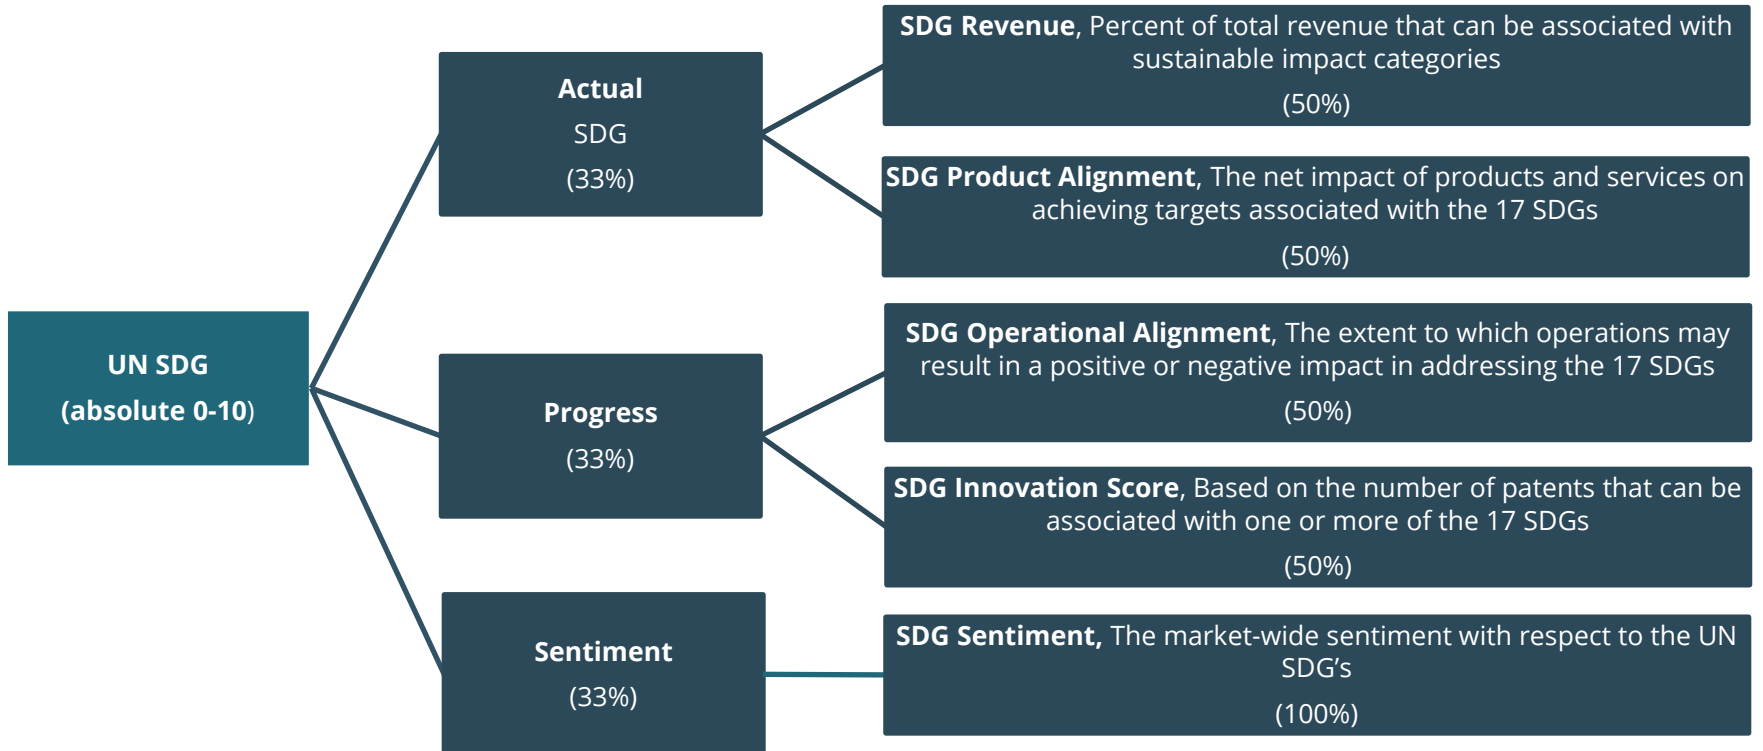 UN SDG
(absolute 0-10)
Actual
SDG
(33%)
Progress
(33%)
Sentiment
(33%)
SDG Revenue, Percent of total revenue that can be associated with
sustainable impact categories
(50%)
SDG Product Alignment, The net impact of products and services on
achieving targets associated with the 17 SDGs
(50%)
SDG Operational Alignment, The extent to which operations may
result in a positive or negative impact in addressing the 17 SDGs
(50%)
SDG Innovation Score, Based on the number of patents that can be
associated with one or more of the 17 SDGs
(50%)
SDG Sentiment, The market-wide sentiment with respect to the UN
SDG’s
(100%)